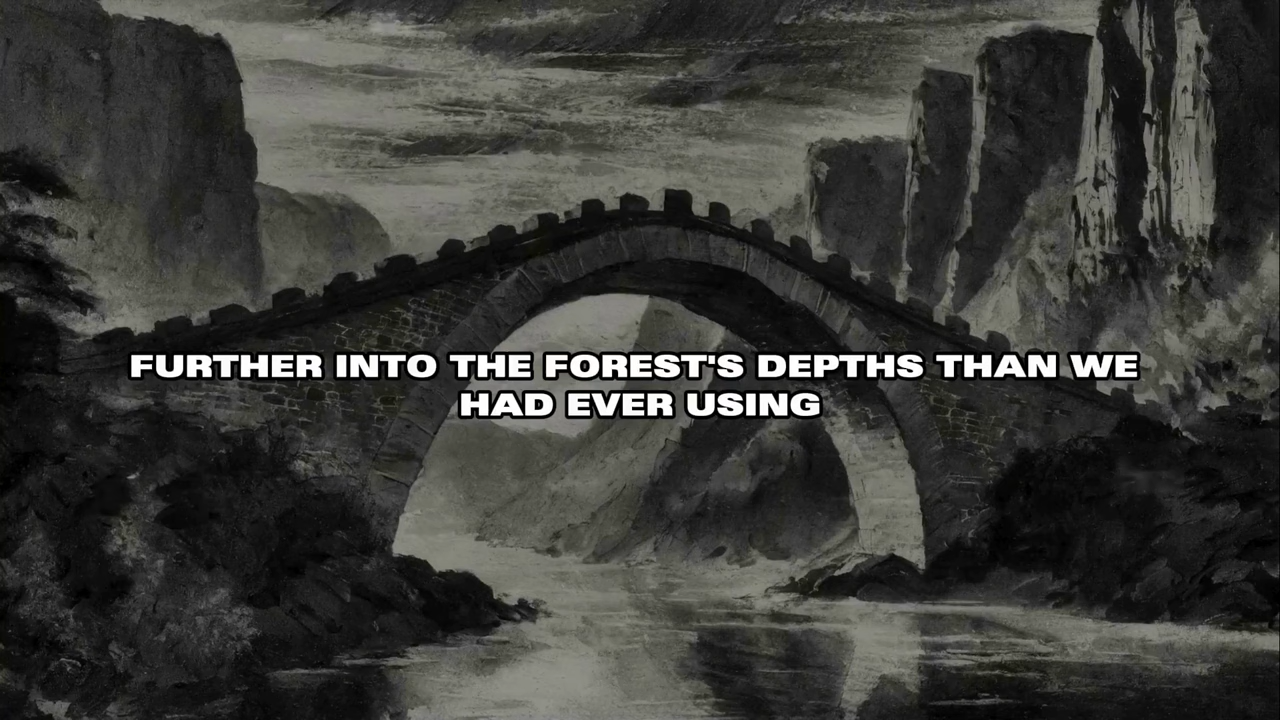 FURTHER INTO THE FOREST'S DEPTHS THAN WE
HAD EVER USING